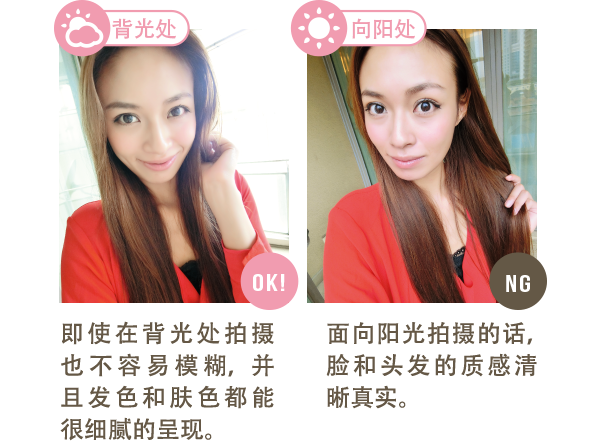 背光处
向阳处
OK!
NG
即使在背光处拍摄
也不容易模糊，并
且发色和肤色都能
很细腻的呈现。
面向阳光拍摄的话，
脸和头发的质感清
晰真实。